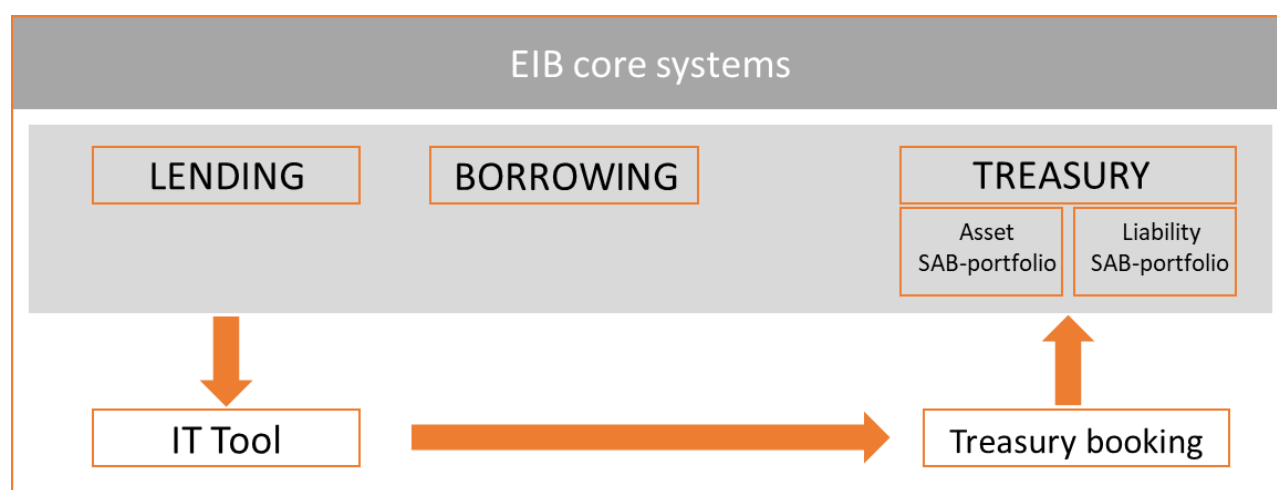 EIB core systems
LENDING
BORROWING
TREASURY
Asset
SAB-portfolio
Liability
SAB-portfolio
IT Tool
Treasury booking